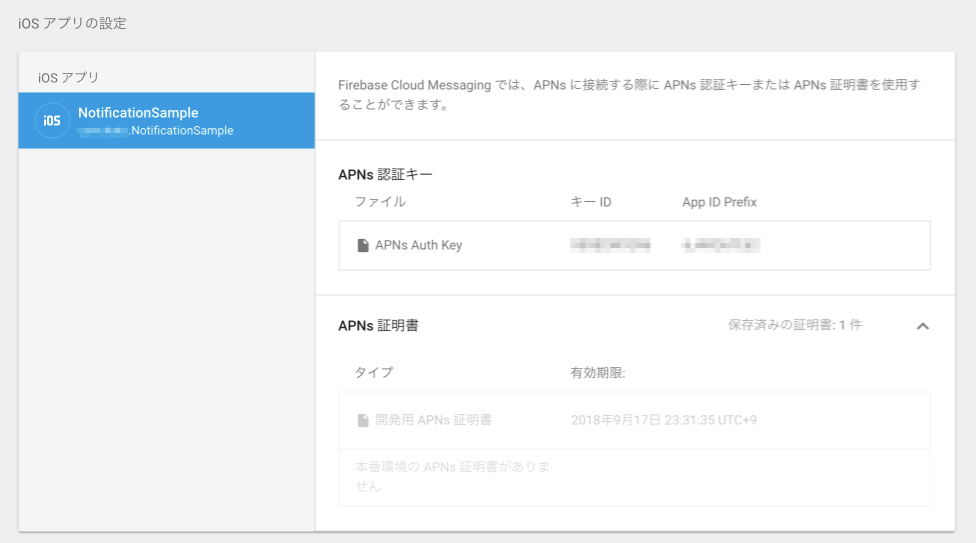 iOS アプリの設定
iOS アプリ
iOS
NotificationSample
.NotificationSample
Firebase Cloud Messaging では、APNs に接続する際に APNs 認証キーまたは APNs 証明書を使用す
ることができます。
APNs 認証キー
ファイル キー ID App ID Prefix
APNs Auth Key
APNs 証明書 保存済みの証明書: 1 件
タイプ 有効期限:
開発用 APNs 証明書 2018年9月17日 23:31:35 UTC+9
本番環境の APNs 証明書がありま
せん